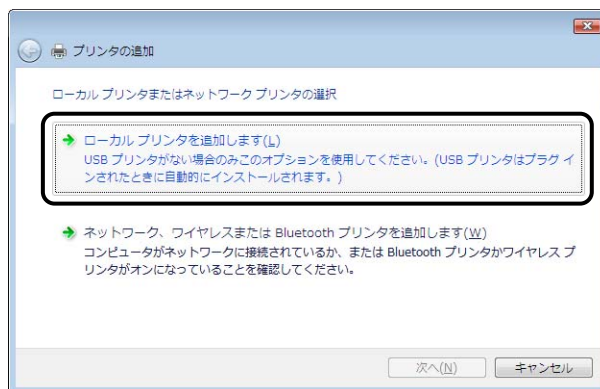 プリンタの追加
ローカル プリンタまたはネットワーク プリンタの選択
ローカル プリンタを追加します(L)
USB プリンタがない場合のみこのオプションを使用してください。(USB プリンタはプラグ イ
ンされたときに自動的にインストールされます。)
ネットワーク、ワイヤレスまたは Bluetooth プリンタを追加します(W)
コンピュータがネットワークに接続されているか、または Bluetooth プリンタかワイヤレス プ
リンタがオンになっていることを確認してください。
次へ(N)
キャンセル